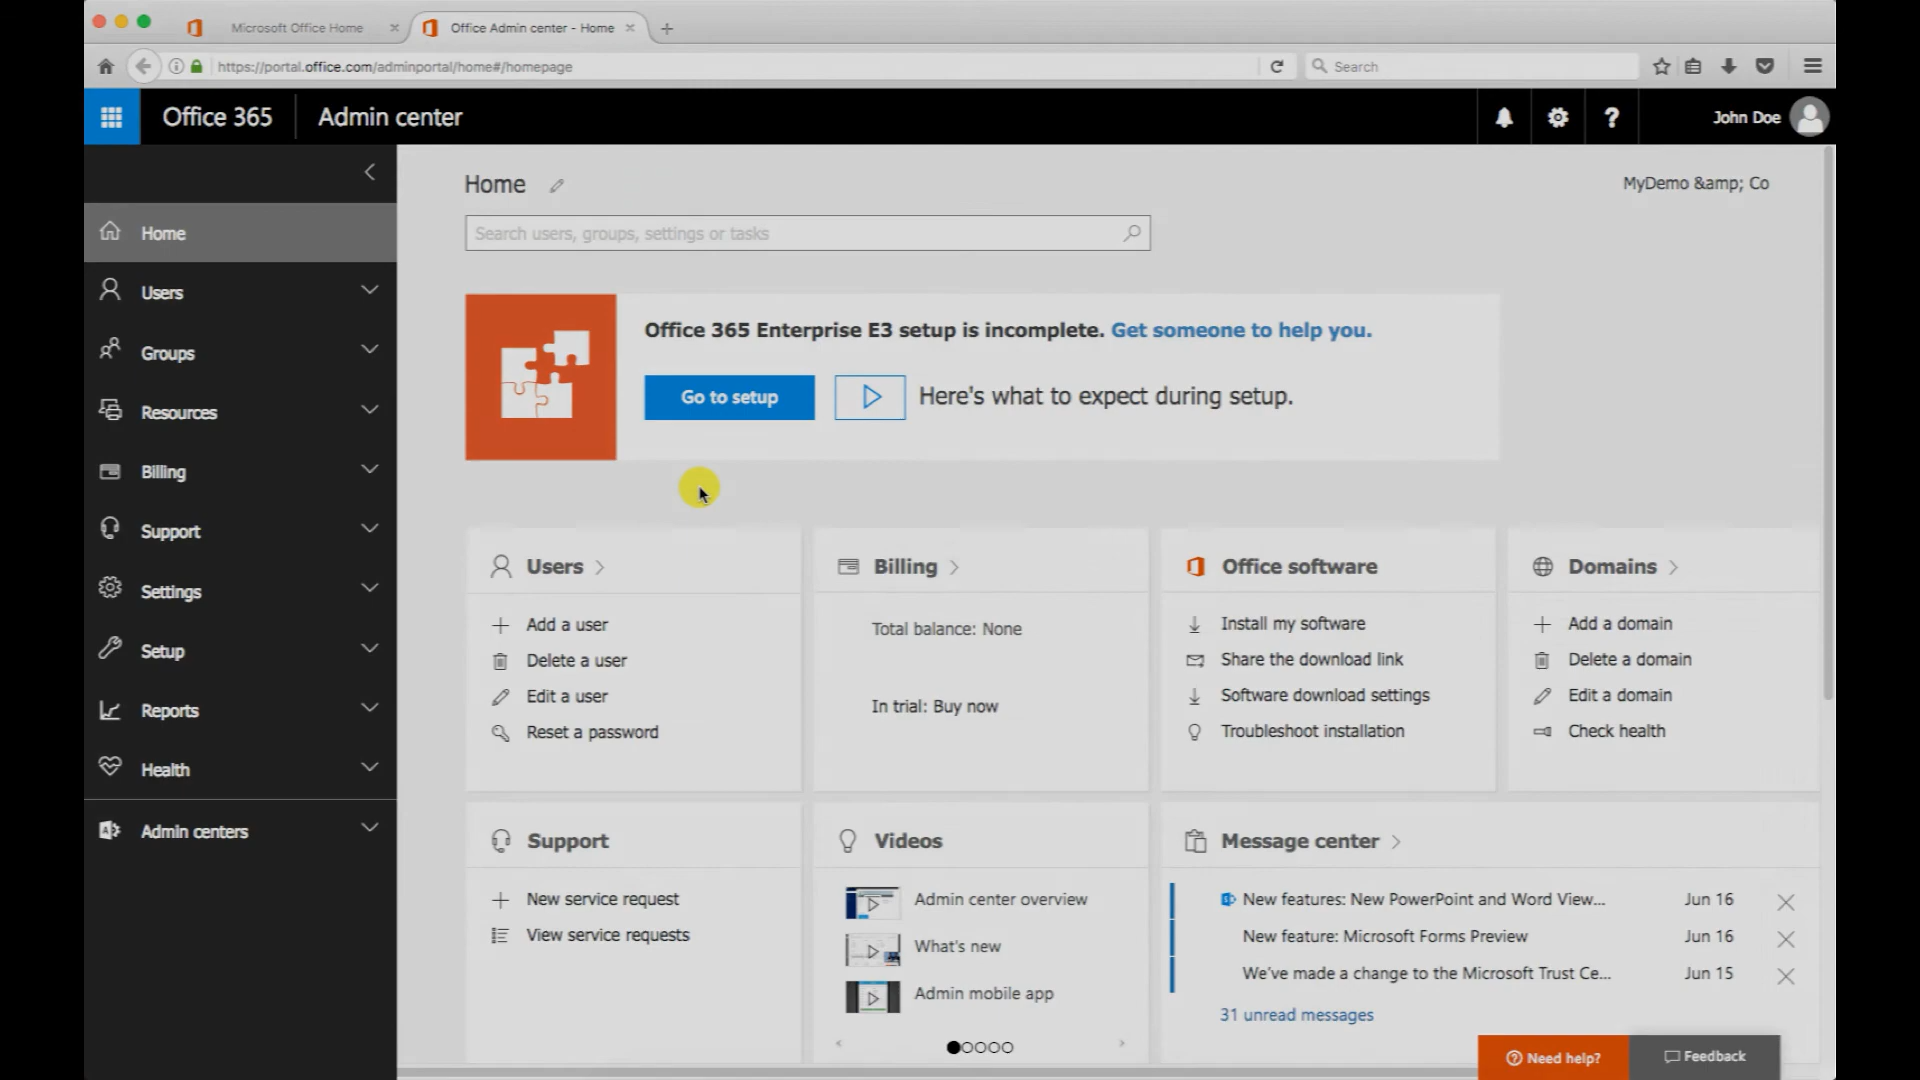 Microsoft Office Home
Office Admin center - Home
https://portal.office.com/adminportal/home#/homepage
Search
Office 365
Admin center
John Doe
Home
Users
Groups
Resources
Billing
Support
Settings
Setup
Reports
Health
Admin centers
Home
MyDemo &amp; Co
Search users, groups, settings or tasks
Office 365 Enterprise E3 setup is incomplete. Get someone to help you.
Go to setup
Here's what to expect during setup.
Users
Add a user
Delete a user
Edit a user
Reset a password
Billing
Total balance: None
In trial: Buy now
Office software
Install my software
Share the download link
Software download settings
Troubleshoot installation
Domains
Add a domain
Delete a domain
Edit a domain
Check health
Support
New service request
View service requests
Videos
Admin center overview
What's new
Admin mobile app
Message center
New features: New PowerPoint and Word View... Jun 16
New feature: Microsoft Forms Preview Jun 16
We've made a change to the Microsoft Trust Ce... Jun 15
31 unread messages
Need help?
Feedback